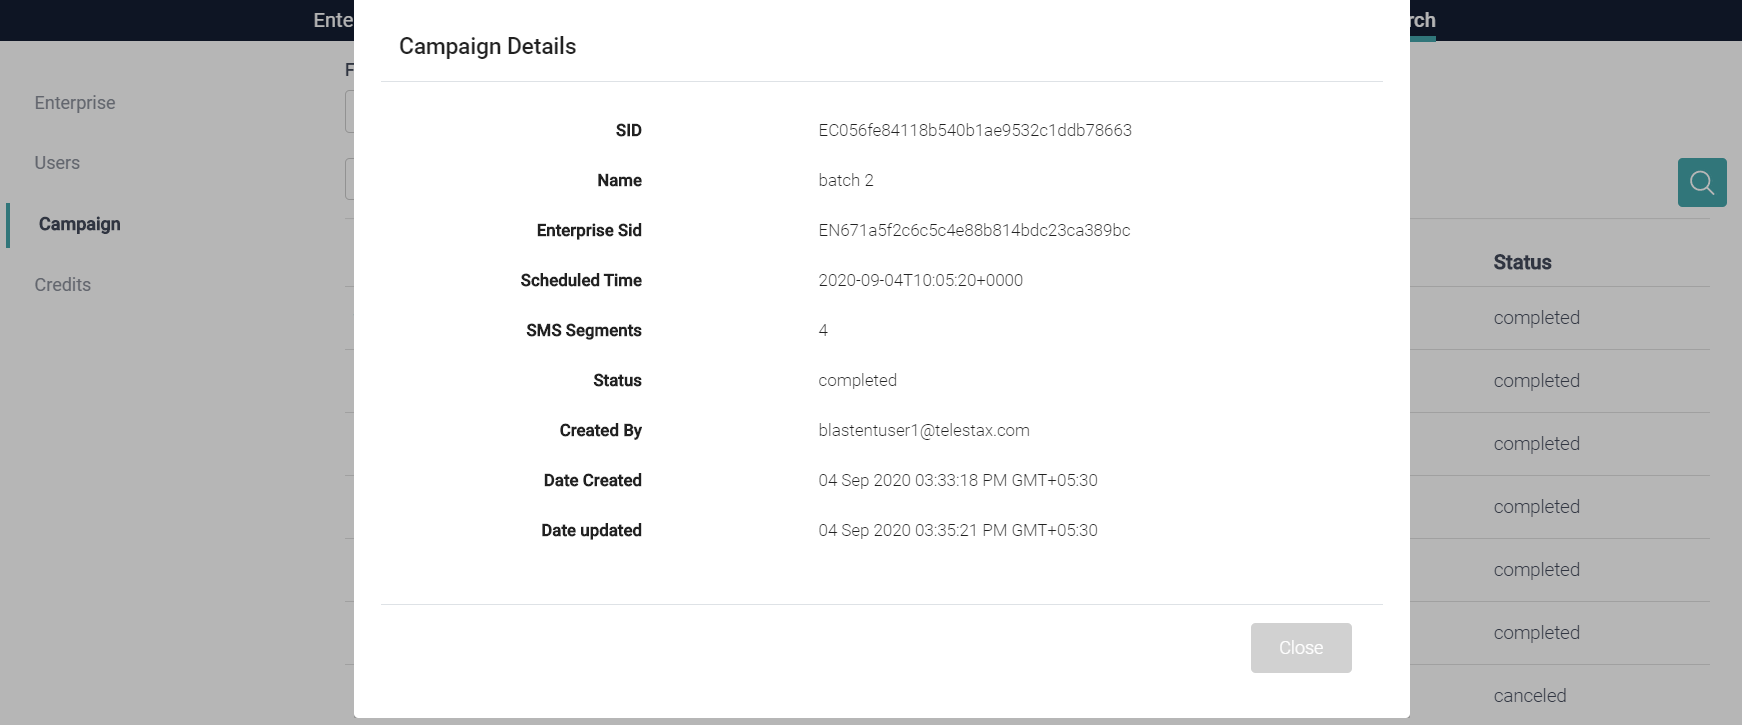 Campaign Details
Enterprise
Users
Campaign
Credits
SID EC056fe84118b540b1ae9532c1ddb78663
Name batch 2
Enterprise Sid EN671a5f2c6c5c4e88b814bdc23ca389bc
Scheduled Time 2020-09-04T10:05:20+0000
SMS Segments 4
Status completed
Created By blastentuser1@telestax.com
Date Created 04 Sep 2020 03:33:18 PM GMT+05:30
Date updated 04 Sep 2020 03:35:21 PM GMT+05:30
Close
Status
completed
completed
completed
completed
completed
completed
canceled